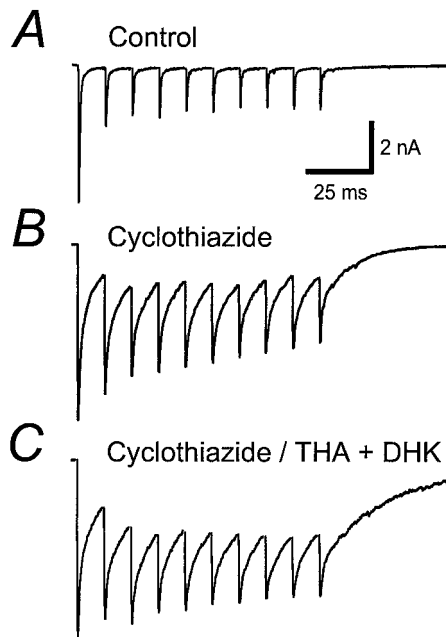 A Control
2 nA
25 ms
B Cyclothiazide
C Cyclothiazide / THA + DHK